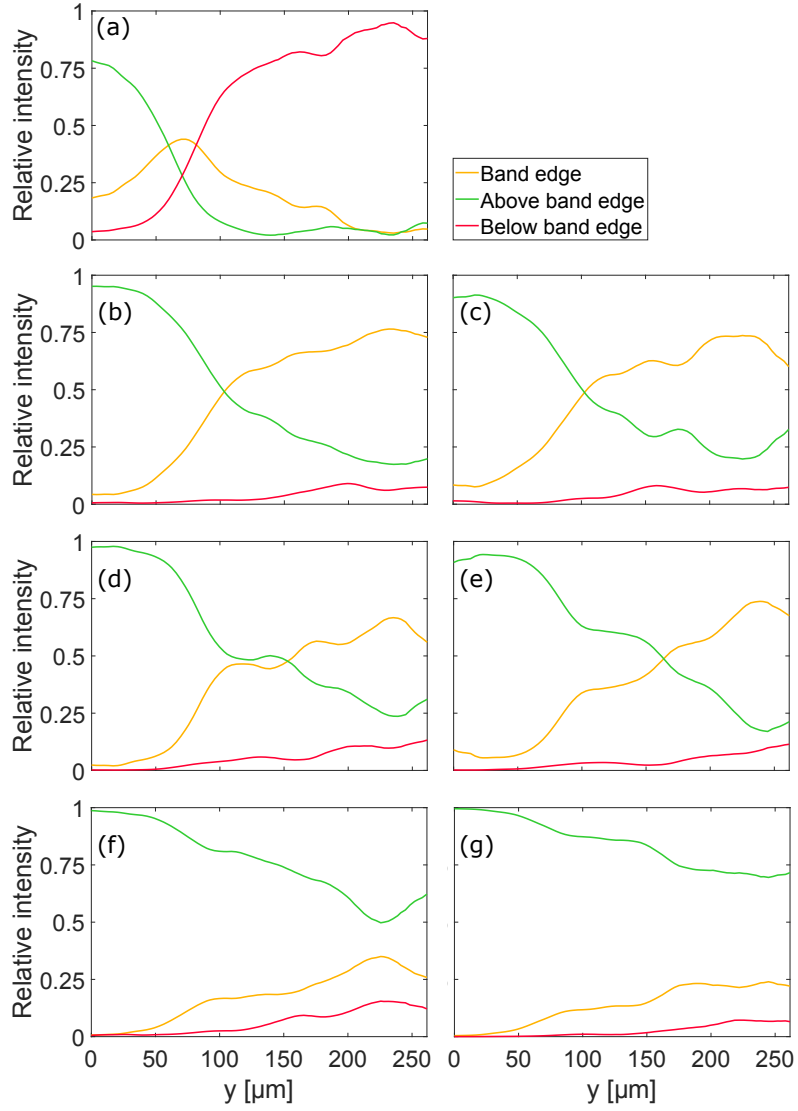 (a)
Relative intensity
1
0.75
0.5
0.25
0
Band edge
Above band edge
Below band edge
(b)
Relative intensity
1
0.75
0.5
0.25
0
(c)
(d)
Relative intensity
1
0.75
0.5
0.25
0
(e)
(f)
Relative intensity
1
0.75
0.5
0.25
0
0 50 100 150 200 250
y [μm]
(g)
0 50 100 150 200 250
y [μm]